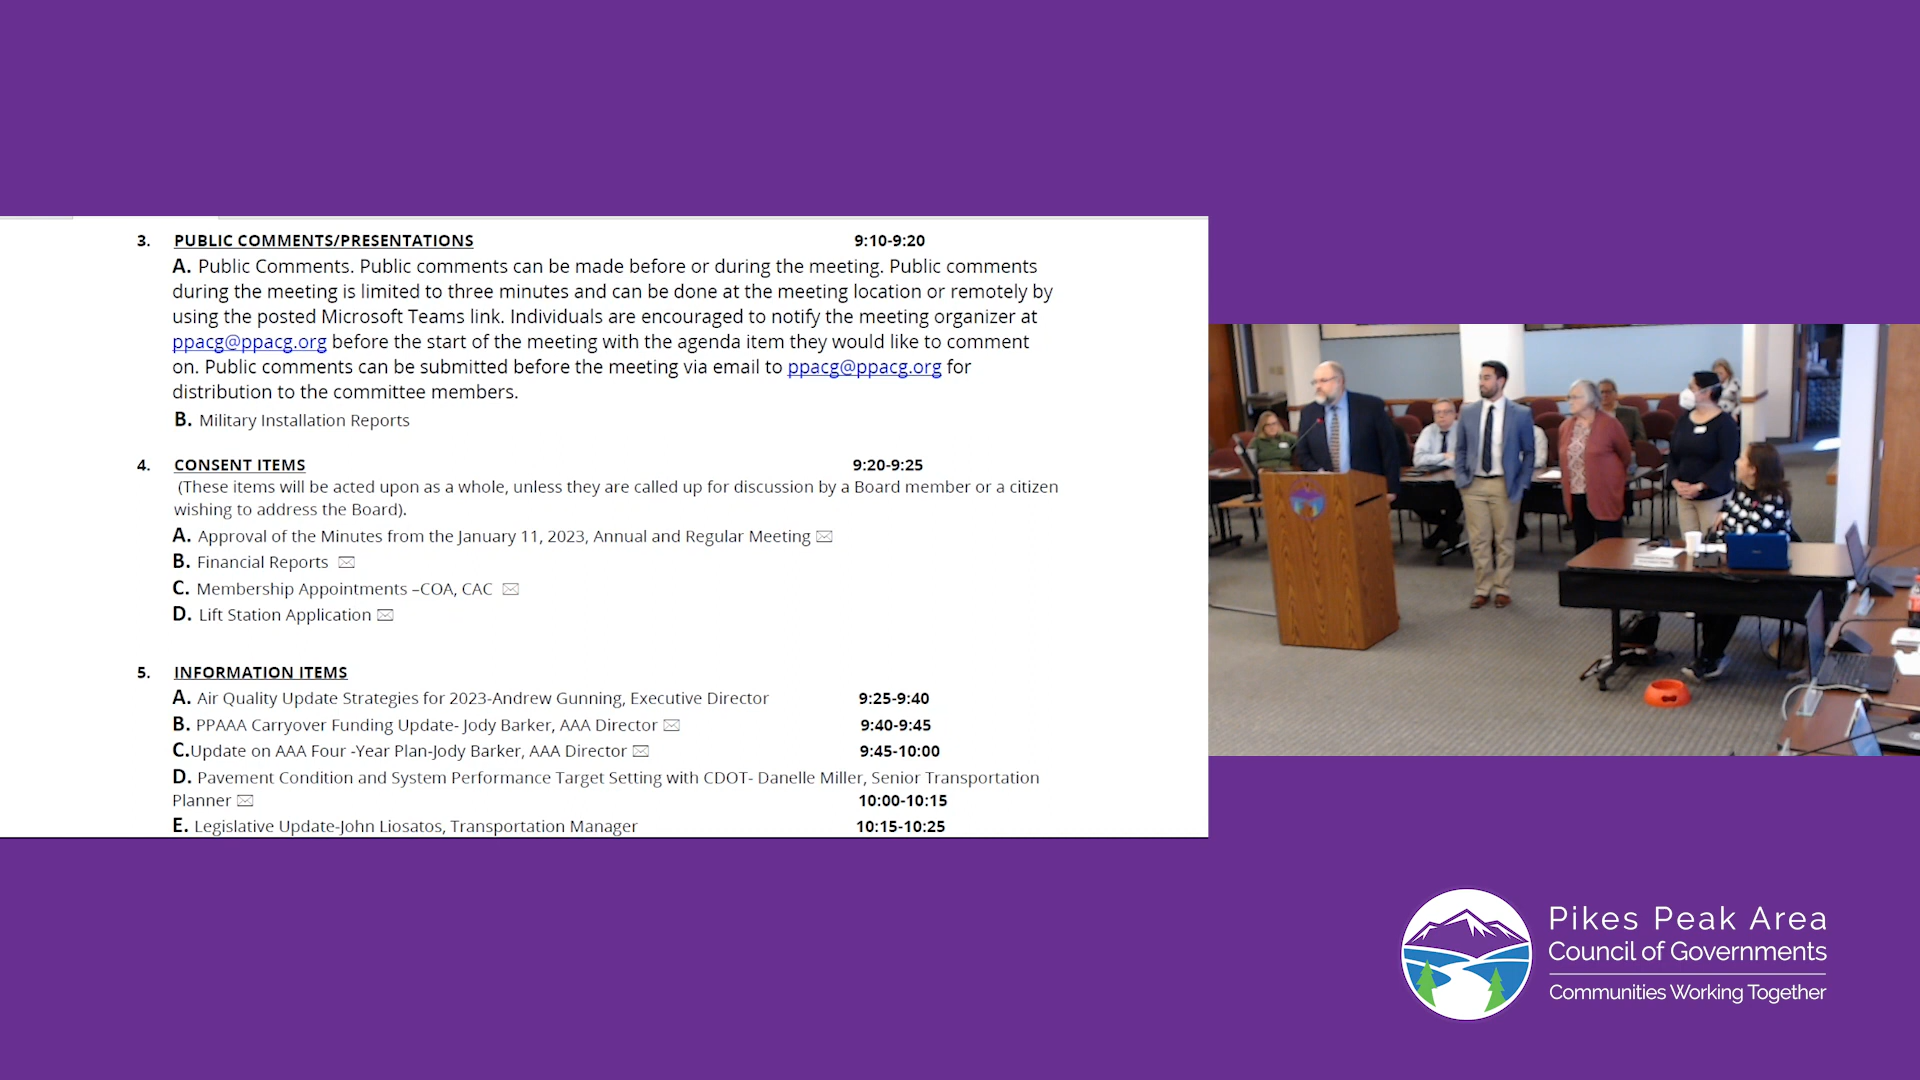 3. PUBLIC COMMENTS/PRESENTATIONS 9:10-9:20
A. Public Comments. Public comments can be made before or during the meeting. Public comments
during the meeting is limited to three minutes and can be done at the meeting location or remotely by
using the posted Microsoft Teams link. Individuals are encouraged to notify the meeting organizer at
ppacg@ppacg.org before the start of the meeting with the agenda item they would like to comment
on. Public comments can be submitted before the meeting via email to ppacg@ppacg.org for
distribution to the committee members.
B. Military Installation Reports
4. CONSENT ITEMS 9:20-9:25
(These items will be acted upon as a whole, unless they are called up for discussion by a Board member or a citizen
wishing to address the Board).
A. Approval of the Minutes from the January 11, 2023, Annual and Regular Meeting
B. Financial Reports
C. Membership Appointments –COA, CAC
D. Lift Station Application
5. INFORMATION ITEMS
A. Air Quality Update Strategies for 2023-Andrew Gunning, Executive Director 9:25-9:40
B. PPAAA Carryover Funding Update- Jody Barker, AAA Director 9:40-9:45
C.Update on AAA Four -Year Plan-Jody Barker, AAA Director 9:45-10:00
D. Pavement Condition and System Performance Target Setting with CDOT- Danelle Miller, Senior Transportation
Planner 10:00-10:15
E. Legislative Update-John Liosatos, Transportation Manager 10:15-10:25
Pikes Peak Area
Council of Governments
Communities Working Together